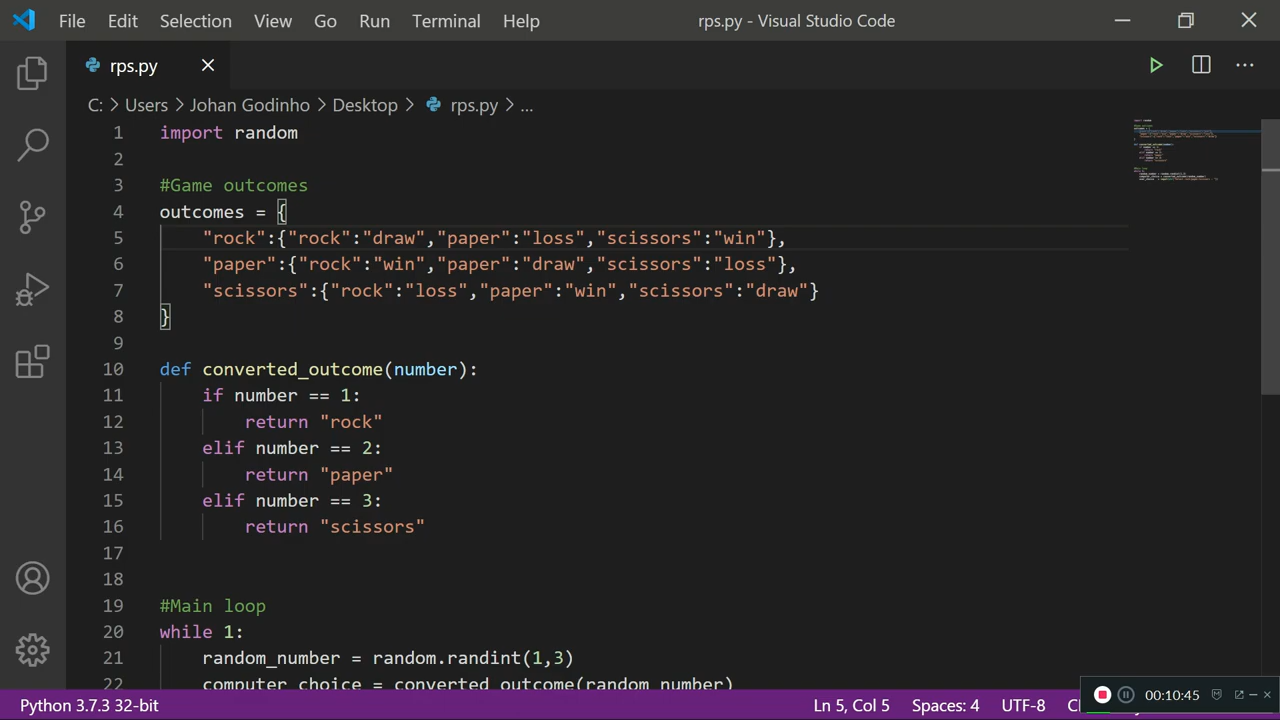 File Edit Selection View Go Run Terminal Help rps.py - Visual Studio Code
rps.py
C: > Users > Johan Godinho > Desktop > rps.py > ...
1 import random
2
3 #Game outcomes
4 outcomes = {
5 "rock":{"rock":"draw","paper":"loss","scissors":"win"},
6 "paper":{"rock":"win","paper":"draw","scissors":"loss"},
7 "scissors":{"rock":"loss","paper":"win","scissors":"draw"}
8 }
9
10 def converted_outcome(number):
11 if number == 1:
12 return "rock"
13 elif number == 2:
14 return "paper"
15 elif number == 3:
16 return "scissors"
17
18
19 #Main loop
20 while 1:
21 random_number = random.randint(1,3)
22 computer_choice = converted_outcome(random_number)
Python 3.7.3 32-bit Ln 5, Col 5 Spaces: 4 UTF-8 00:10:45